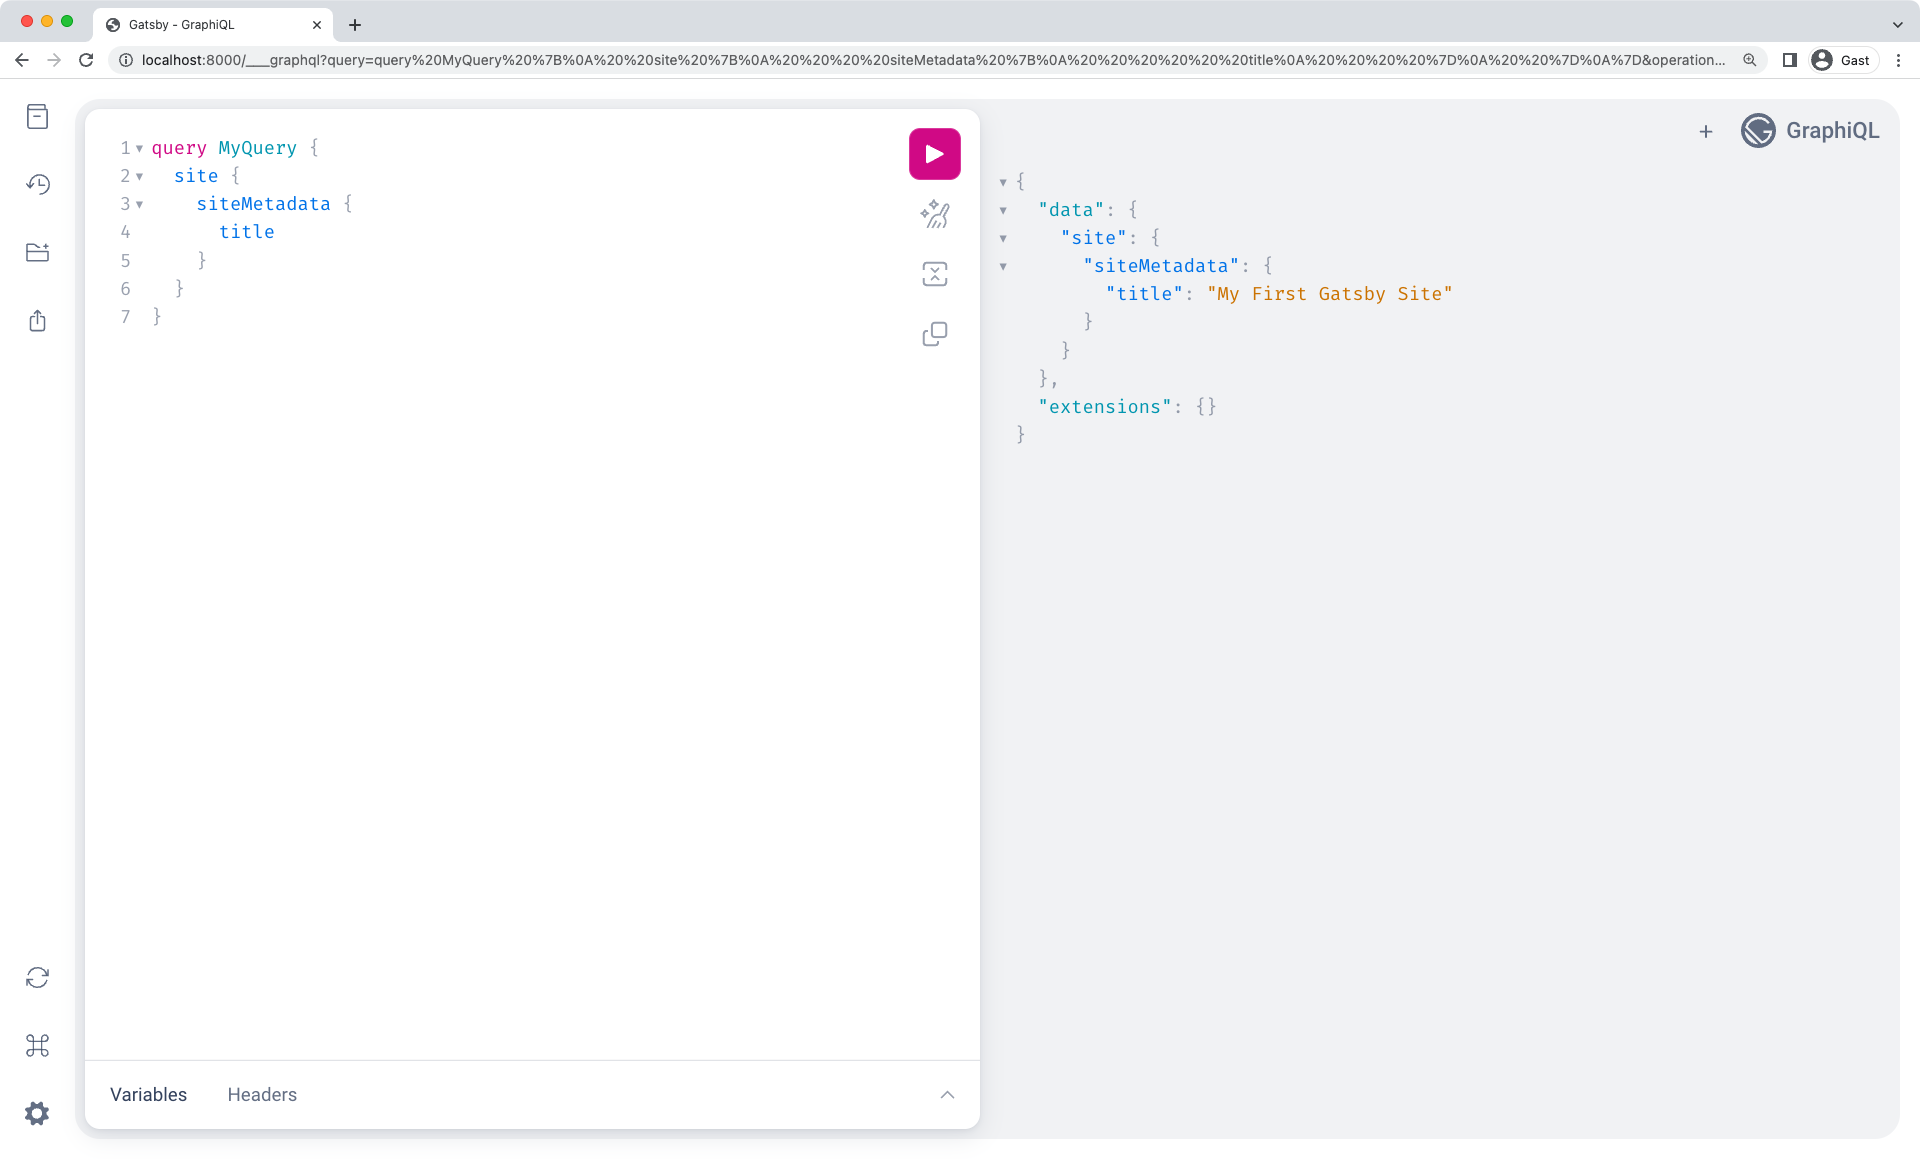 Gatsby - GraphiQL
localhost:8000/___graphql?query=query%20MyQuery%20%7B%0A%20%20site%20%7B%0A%20%20%20%20siteMetadata%20%7B%0A%20%20%20%20%20%20title%0A%20%20%20%20%7D%0A%20%20%7D%0A%7D&operation...
Gast
1 query MyQuery {
2 site {
3 siteMetadata {
4 title
5 }
6 }
7 }
Variables Headers
GraphiQL
{
"data": {
"site": {
"siteMetadata": {
"title": "My First Gatsby Site"
}
}
},
"extensions": {}
}